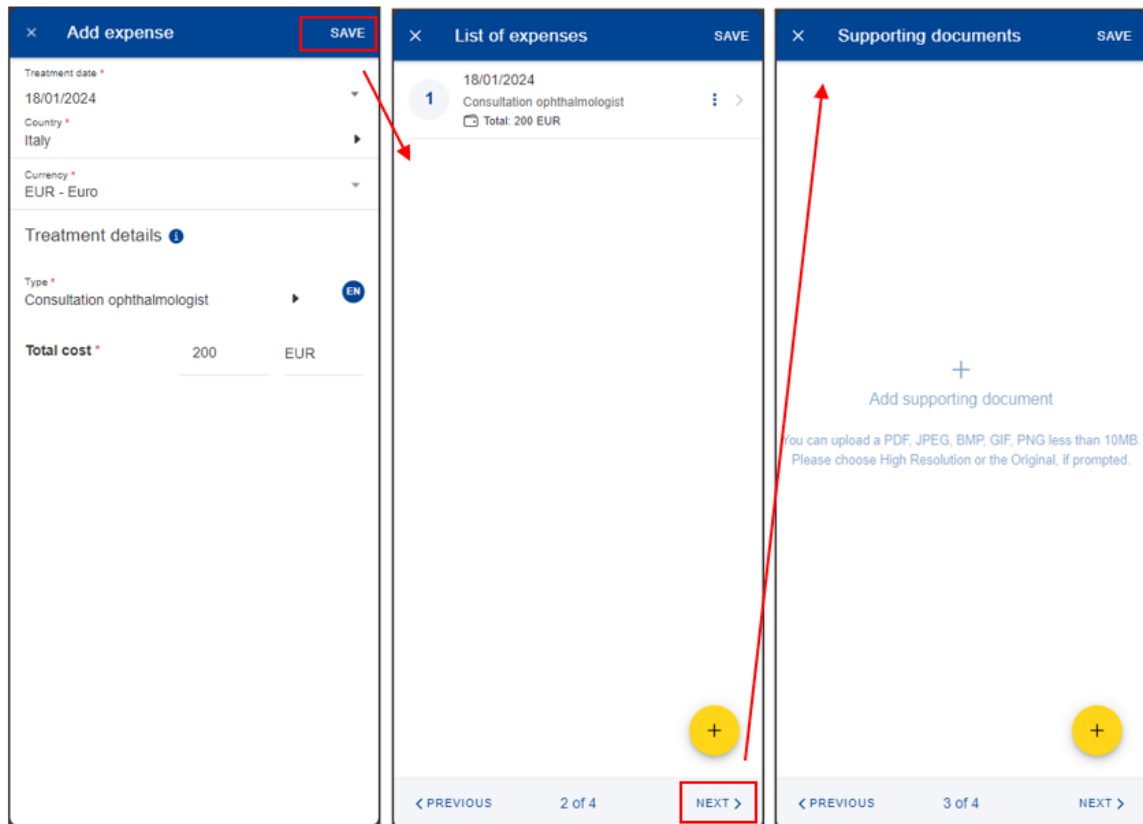 × Add expense SAVE
Treatment date *
18/01/2024
Country *
Italy
Currency *
EUR - Euro
Treatment details i
Type *
Consultation ophthalmologist EN
Total cost * 200 EUR
× List of expenses SAVE
1
18/01/2024
Consultation ophthalmologist
Total: 200 EUR
+
< PREVIOUS 2 of 4 NEXT >
× Supporting documents SAVE
+
Add supporting document
You can upload a PDF, JPEG, BMP, GIF, PNG less than 10MB.
Please choose High Resolution or the Original, if prompted.
+
< PREVIOUS 3 of 4 NEXT >